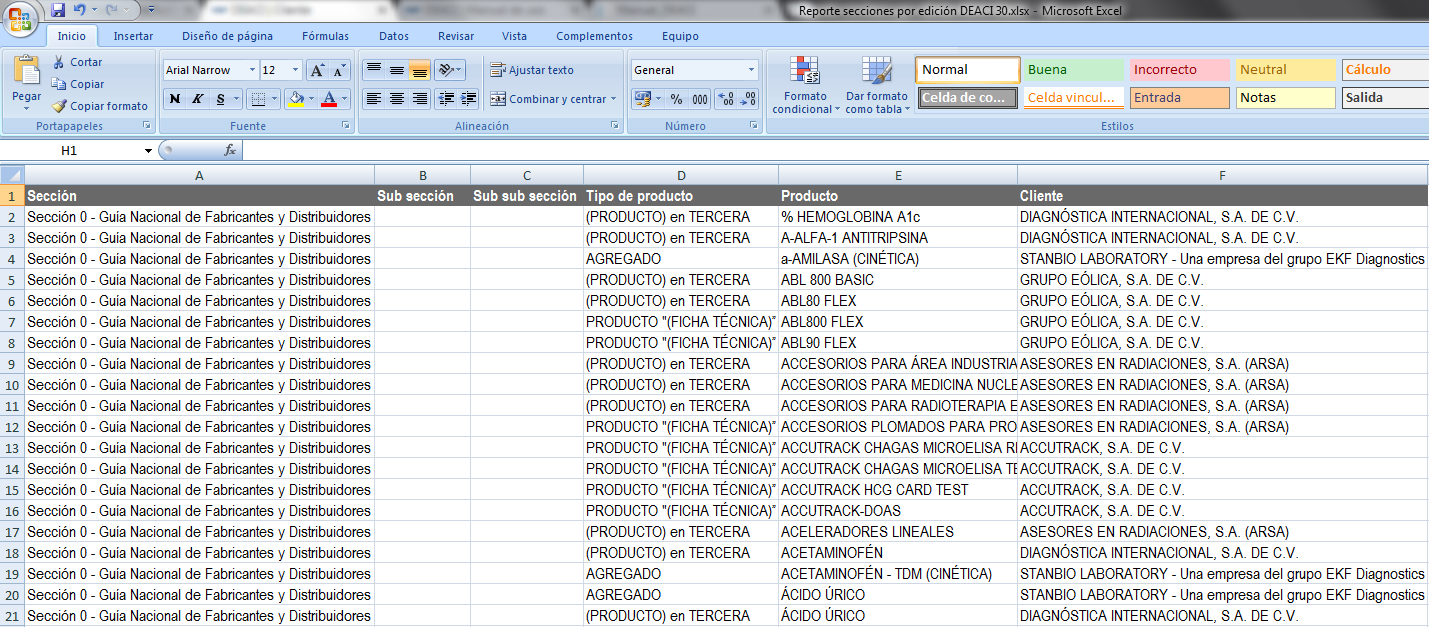 Reporte secciones por edición DEACI 30.xlsx - Microsoft Excel
Inicio Insertar Diseño de página Fórmulas Datos Revisar Vista Complementos Equipo
Pegar
Cortar
Copiar
Copiar formato
Portapapeles
Arial Narrow 12 A A
N K S A
Fuente
Ajustar texto
Combinar y centrar
Alineación
General
% 000
Número
Formato condicional
Dar formato como tabla
Normal Buena Incorrecto Neutral Cálculo
Celda de co... Celda vincul... Entrada Notas Salida
Estilos
H1 fx
A B C D E F
1 Sección Sub sección Sub sub sección Tipo de producto Producto Cliente
2 Sección 0 - Guía Nacional de Fabricantes y Distribuidores (PRODUCTO) en TERCERA % HEMOGLOBINA A1c DIAGNÓSTICA INTERNACIONAL, S.A. DE C.V.
3 Sección 0 - Guía Nacional de Fabricantes y Distribuidores (PRODUCTO) en TERCERA A-ALFA-1 ANTITRIPSINA DIAGNÓSTICA INTERNACIONAL, S.A. DE C.V.
4 Sección 0 - Guía Nacional de Fabricantes y Distribuidores AGREGADO a-AMILASA (CINÉTICA) STANBIO LABORATORY - Una empresa del grupo EKF Diagnostics
5 Sección 0 - Guía Nacional de Fabricantes y Distribuidores (PRODUCTO) en TERCERA ABL 800 BASIC GRUPO EÓLICA, S.A. DE C.V.
6 Sección 0 - Guía Nacional de Fabricantes y Distribuidores (PRODUCTO) en TERCERA ABL80 FLEX GRUPO EÓLICA, S.A. DE C.V.
7 Sección 0 - Guía Nacional de Fabricantes y Distribuidores PRODUCTO "(FICHA TÉCNICA)" ABL800 FLEX GRUPO EÓLICA, S.A. DE C.V.
8 Sección 0 - Guía Nacional de Fabricantes y Distribuidores PRODUCTO "(FICHA TÉCNICA)" ABL90 FLEX GRUPO EÓLICA, S.A. DE C.V.
9 Sección 0 - Guía Nacional de Fabricantes y Distribuidores (PRODUCTO) en TERCERA ACCESORIOS PARA ÁREA INDUSTRIA ASESORES EN RADIACIONES, S.A. (ARSA)
10 Sección 0 - Guía Nacional de Fabricantes y Distribuidores (PRODUCTO) en TERCERA ACCESORIOS PARA MEDICINA NUCLE ASESORES EN RADIACIONES, S.A. (ARSA)
11 Sección 0 - Guía Nacional de Fabricantes y Distribuidores (PRODUCTO) en TERCERA ACCESORIOS PARA RADIOTERAPIA E ASESORES EN RADIACIONES, S.A. (ARSA)
12 Sección 0 - Guía Nacional de Fabricantes y Distribuidores PRODUCTO "(FICHA TÉCNICA)" ACCESORIOS PLOMADOS PARA PRO ASESORES EN RADIACIONES, S.A. (ARSA)
13 Sección 0 - Guía Nacional de Fabricantes y Distribuidores PRODUCTO "(FICHA TÉCNICA)" ACCUTRACK CHAGAS MICROELISA RE ACCUTRACK, S.A. DE C.V.
14 Sección 0 - Guía Nacional de Fabricantes y Distribuidores PRODUCTO "(FICHA TÉCNICA)" ACCUTRACK CHAGAS MICROELISA TE ACCUTRACK, S.A. DE C.V.
15 Sección 0 - Guía Nacional de Fabricantes y Distribuidores PRODUCTO "(FICHA TÉCNICA)" ACCUTRACK HCG CARD TEST ACCUTRACK, S.A. DE C.V.
16 Sección 0 - Guía Nacional de Fabricantes y Distribuidores PRODUCTO "(FICHA TÉCNICA)" ACCUTRACK-DOAS ACCUTRACK, S.A. DE C.V.
17 Sección 0 - Guía Nacional de Fabricantes y Distribuidores (PRODUCTO) en TERCERA ACELERADORES LINEALES ASESORES EN RADIACIONES, S.A. (ARSA)
18 Sección 0 - Guía Nacional de Fabricantes y Distribuidores (PRODUCTO) en TERCERA ACETAMINOFÉN DIAGNÓSTICA INTERNACIONAL, S.A. DE C.V.
19 Sección 0 - Guía Nacional de Fabricantes y Distribuidores AGREGADO ACETAMINOFÉN - TDM (CINÉTICA) STANBIO LABORATORY - Una empresa del grupo EKF Diagnostics
20 Sección 0 - Guía Nacional de Fabricantes y Distribuidores AGREGADO ÁCIDO ÚRICO STANBIO LABORATORY - Una empresa del grupo EKF Diagnostics
21 Sección 0 - Guía Nacional de Fabricantes y Distribuidores (PRODUCTO) en TERCERA ÁCIDO ÚRICO DIAGNÓSTICA INTERNACIONAL, S.A. DE C.V.